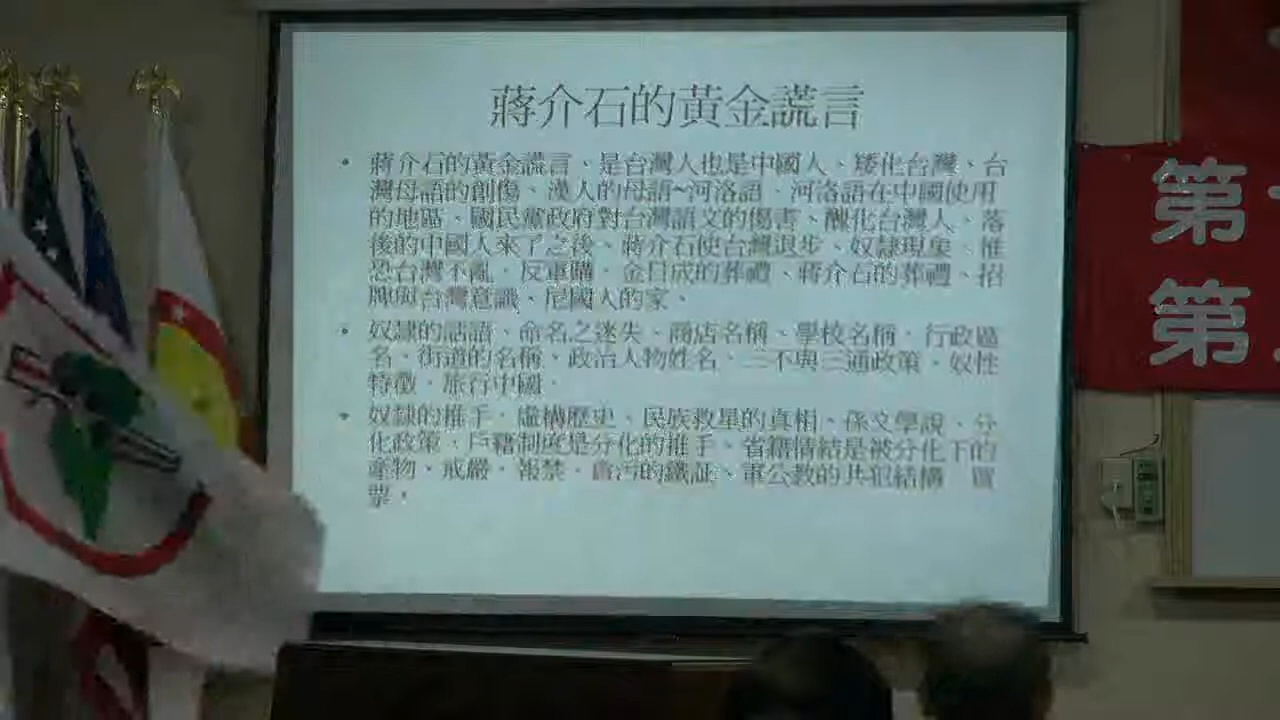 蔣介石的黃金謊言
• 蔣介石的黃金謊言、是台灣人也是中國人、矮化台灣、台
灣母語的創傷、漢人的母語~河洛語、河洛語在中國使用
的地區、國民黨政府對台灣語文的傷害、醜化台灣人、落
後的中國人來了之後、蔣介石使台灣退步、奴隸現象、惟
恐台灣不亂、反軍購、金日成的葬禮、蔣介石的葬禮、招
牌與台灣意識、尼國人的家、
• 奴隸的話語、命名之迷失、商店名稱、學校名稱、行政區
名、街道的名稱、政治人物姓名、三不與三通政策、奴性
特徵、旅行中國、
• 奴隸的推手、虛構歷史、民族救星的真相、孫文學說、分
化政策、戶籍制度是分化的推手、省籍情結是被分化下的
產物、戒嚴、報禁、貪污的鐵証、軍公教的共犯結構、買
票。
第
第